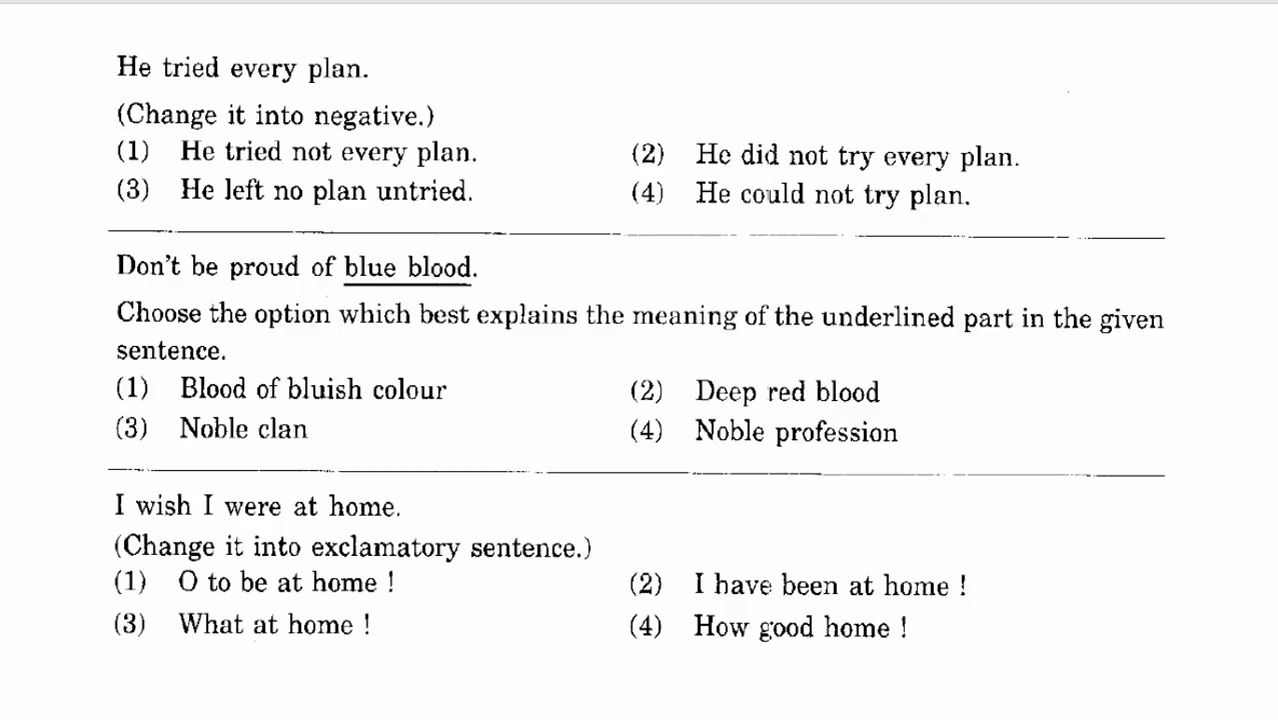 He tried every plan.
(Change it into negative.)
(1) He tried not every plan. (2) He did not try every plan.
(3) He left no plan untried. (4) He could not try plan.
Don't be proud of blue blood.
Choose the option which best explains the meaning of the underlined part in the given
sentence.
(1) Blood of bluish colour (2) Deep red blood
(3) Noble clan (4) Noble profession
I wish I were at home.
(Change it into exclamatory sentence.)
(1) O to be at home ! (2) I have been at home !
(3) What at home ! (4) How good home !